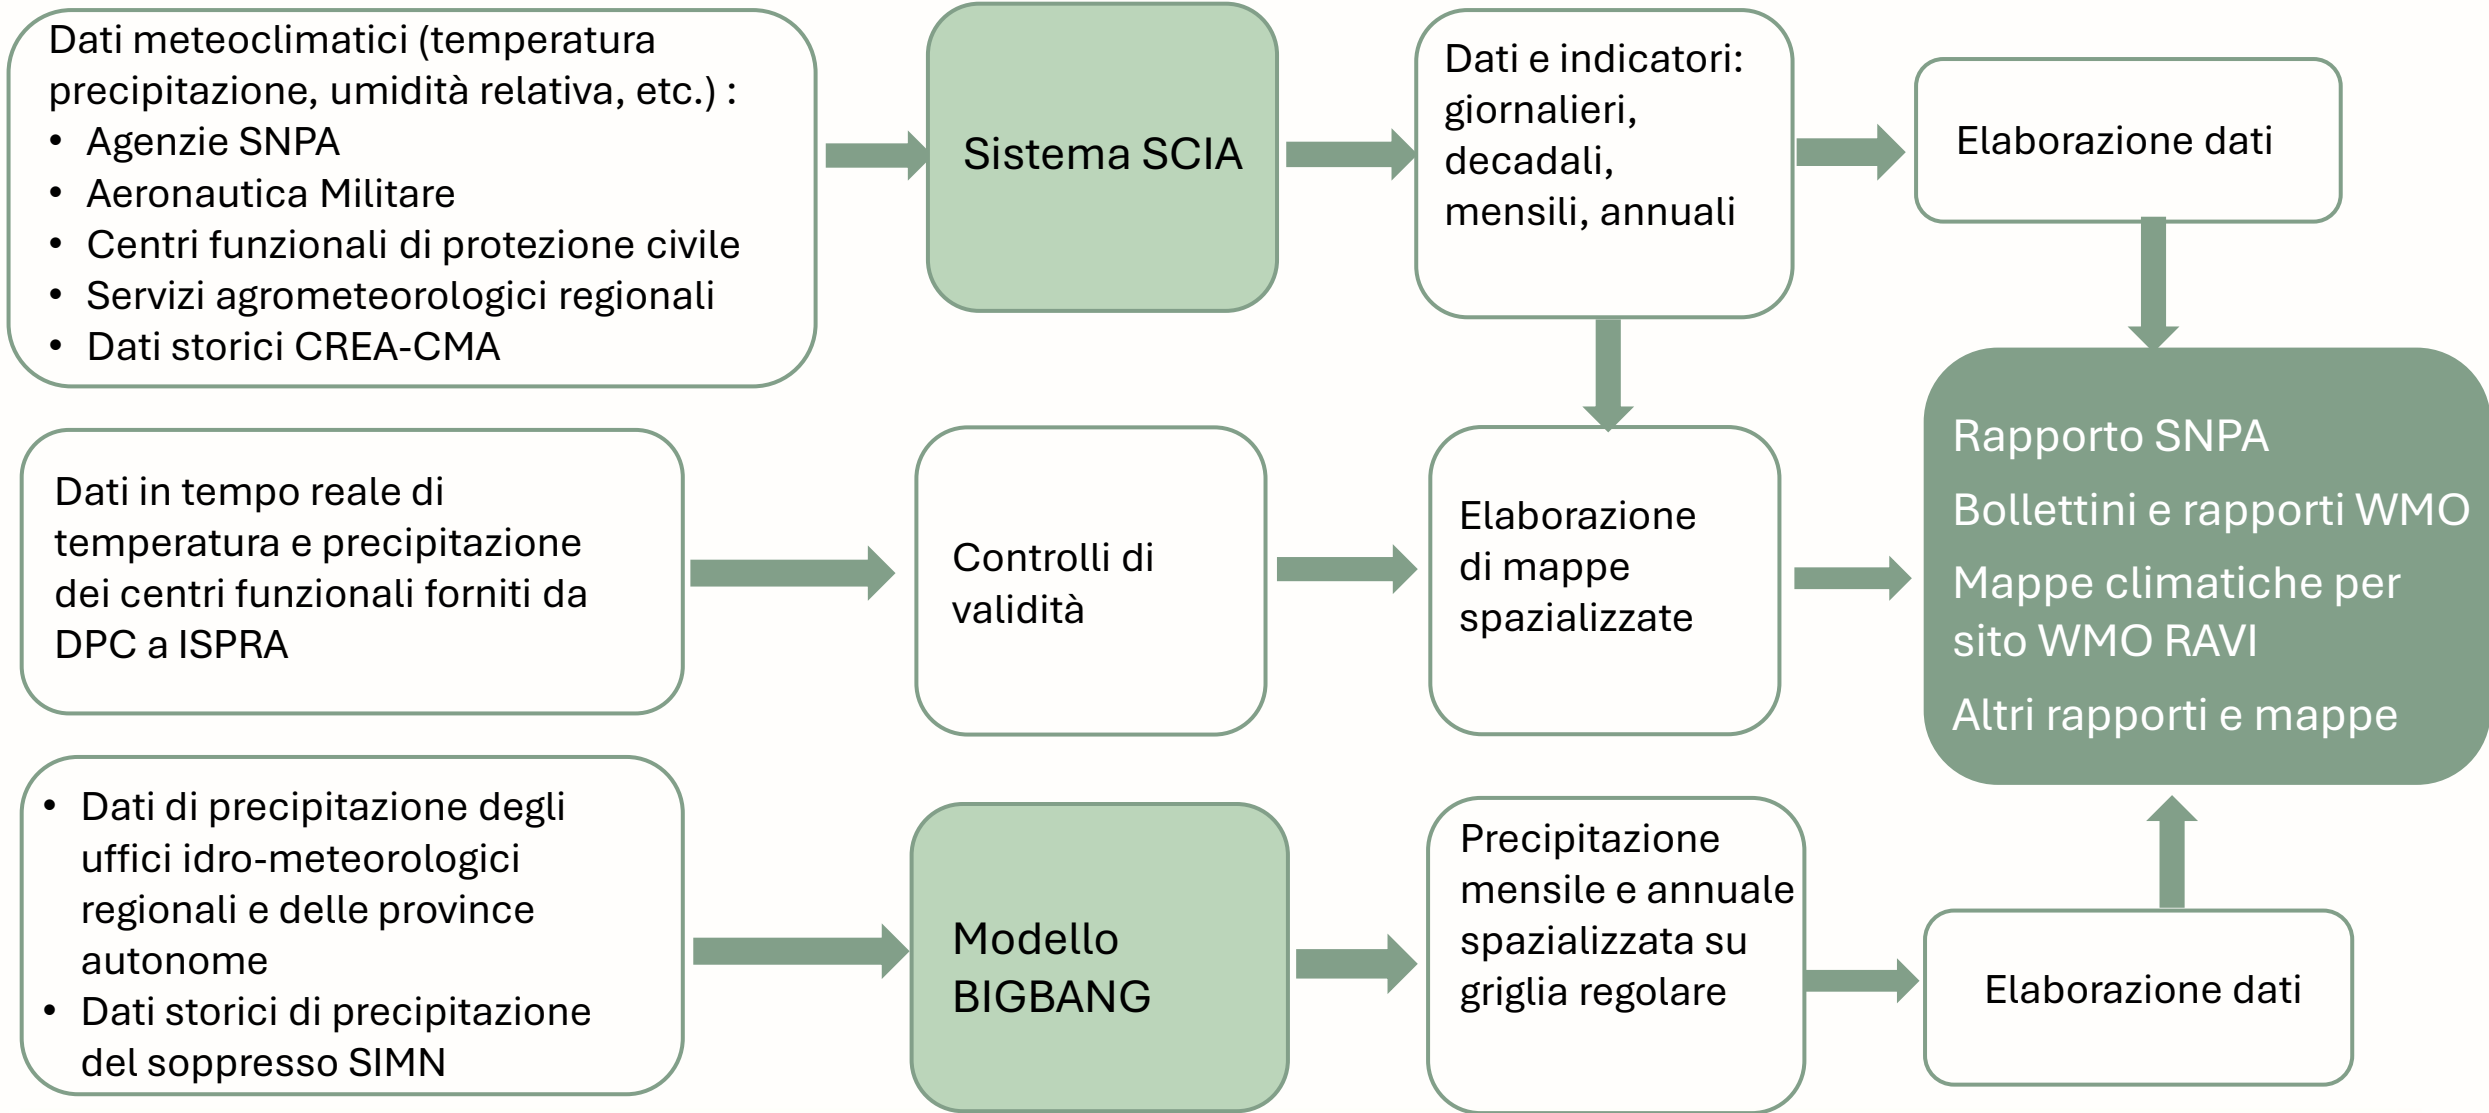 Dati meteoclimatici (temperatura
precipitazione, umidità relativa, etc.) :
• Agenzie SNPA
• Aeronautica Militare
• Centri funzionali di protezione civile
• Servizi agrometeorologici regionali
• Dati storici CREA-CMA
Sistema SCIA
Dati e indicatori:
giornalieri,
decadali,
mensili, annuali
Elaborazione dati
Dati in tempo reale di
temperatura e precipitazione
dei centri funzionali forniti da
DPC a ISPRA
Controlli di
validità
Elaborazione
di mappe
spazializzate
Rapporto SNPA
Bollettini e rapporti WMO
Mappe climatiche per
sito WMO RAVI
Altri rapporti e mappe
• Dati di precipitazione degli
uffici idro-meteorologici
regionali e delle province
autonome
• Dati storici di precipitazione
del soppresso SIMN
Modello
BIGBANG
Precipitazione
mensile e annuale
spazializzata su
griglia regolare
Elaborazione dati